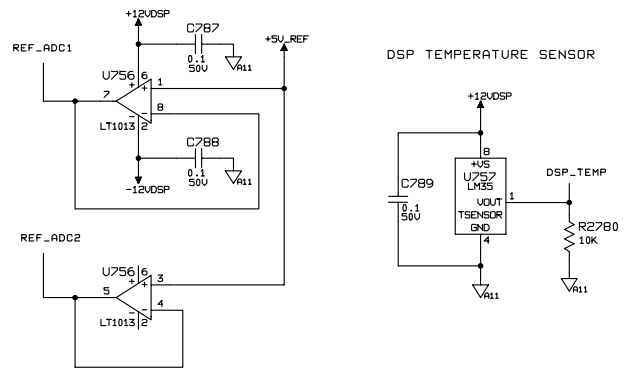 +12VDSP
C787
0.1
50V
A11
+5V_REF
REF_ADC1
U756
6
+
+
1
7
8
-
-
LT1013
2
C788
0.1
50V
A11
-12VDSP
REF_ADC2
U756
6
+
3
5
4
-
LT1013
2
DSP TEMPERATURE SENSOR
+12VDSP
8
+VS
U757
LM35
VOUT
1
TSENSOR
GND
4
C789
0.1
50V
A11
DSP_TEMP
R2780
10K
A11